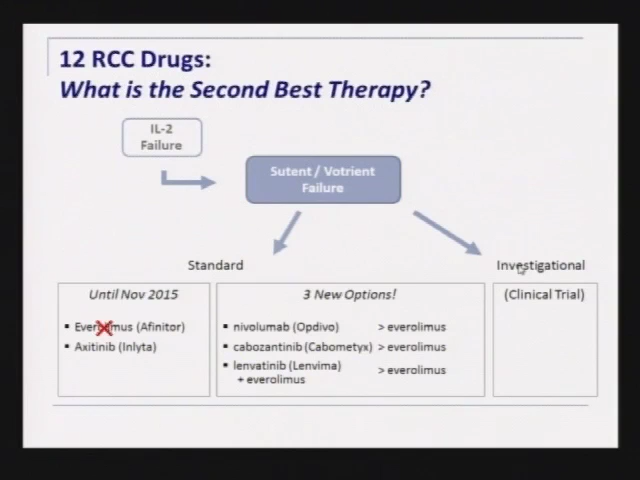 12 RCC Drugs:
What is the Second Best Therapy?
IL-2
Failure
Sutent / Votrient
Failure
Standard
Investigational
Until Nov 2015
▪ Everolimus (Afinitor)
▪ Axitinib (Inlyta)
3 New Options!
▪ nivolumab (Opdivo) > everolimus
▪ cabozantinib (Cabometyx) > everolimus
▪ lenvatinib (Lenvima) > everolimus
+ everolimus
(Clinical Trial)